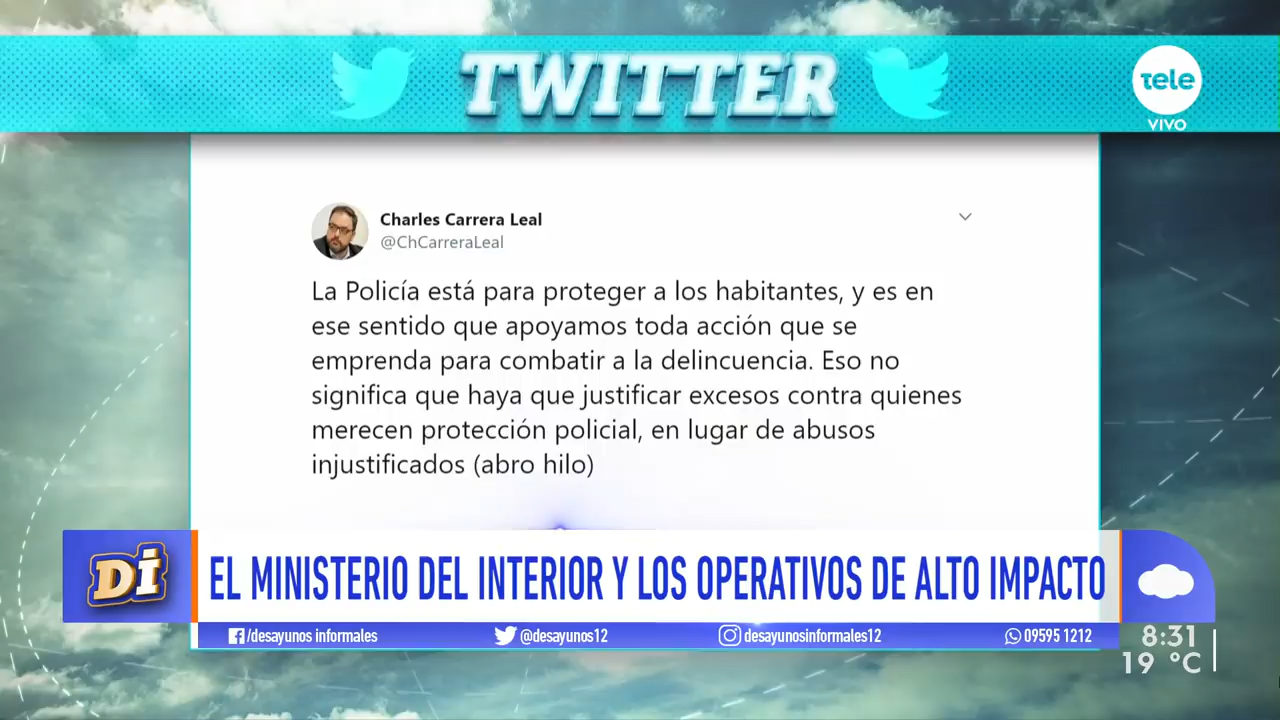 TWITTER
tele
VIVO
Charles Carrera Leal
@ChCarreraLeal
La Policía está para proteger a los habitantes, y es en
ese sentido que apoyamos toda acción que se
emprenda para combatir a la delincuencia. Eso no
significa que haya que justificar excesos contra quienes
merecen protección policial, en lugar de abusos
injustificados (abro hilo)
Di
EL MINISTERIO DEL INTERIOR Y LOS OPERATIVOS DE ALTO IMPACTO
/desayunos informales
@desayunos12
desayunosinformales12
09595 1212
8:31
19 °C